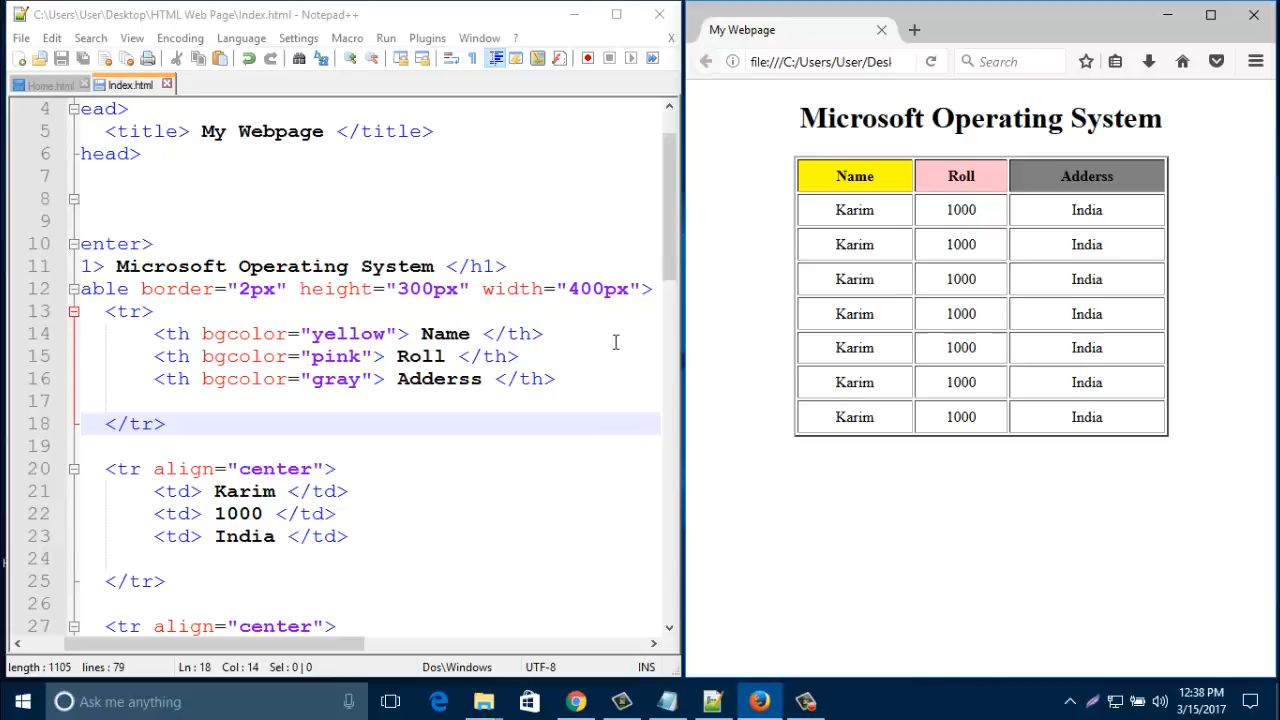 C:\Users\User\Desktop\HTML Web Page\Index.html - Notepad++
File Edit Search View Encoding Language Settings Macro Run Plugins Window ? X
Home.html Index.html
4 ead>
5 <title> My Webpage </title>
6 head>
7
8
9
10 enter>
11 1> Microsoft Operating System </h1>
12 able border="2px" height="300px" width="400px">
13 <tr>
14 <th bgcolor="yellow"> Name </th>
15 <th bgcolor="pink"> Roll </th>
16 <th bgcolor="gray"> Adderss </th>
17
18 </tr>
19
20 <tr align="center">
21 <td> Karim </td>
22 <td> 1000 </td>
23 <td> India </td>
24
25 </tr>
26
27 <tr align="center">
length : 1105 lines : 79 Ln : 18 Col : 14 Sel : 0 | 0 Dos\Windows UTF-8 INS
My Webpage
file:///C:/Users/User/Desk Search
Microsoft Operating System
Name Roll Adderss
Karim 1000 India
Karim 1000 India
Karim 1000 India
Karim 1000 India
Karim 1000 India
Karim 1000 India
Karim 1000 India
Ask me anything
12:38 PM
3/15/2017